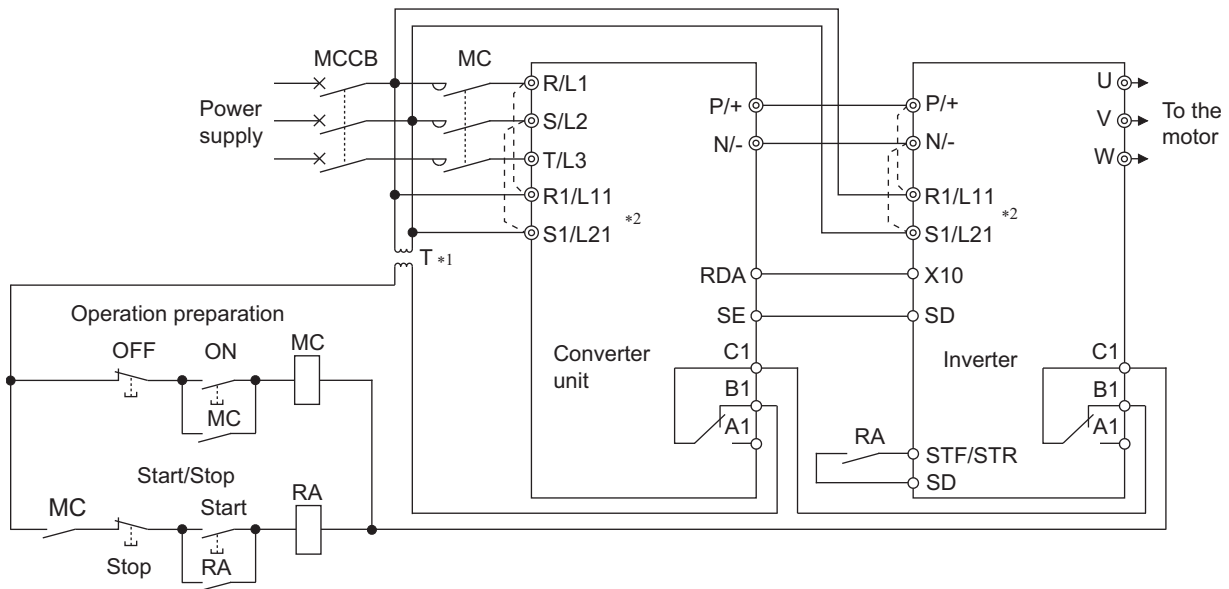 MCCB
MC
Power
supply
R/L1
S/L2
T/L3
R1/L11
*2
S1/L21
T *1
P/+
N/-
P/+
N/-
R1/L11
*2
S1/L21
U
V
W
To the
motor
RDA
X10
SE
SD
Converter
unit
C1
B1
A1
Inverter
C1
B1
A1
RA
STF/STR
SD
Operation preparation
OFF
ON
MC
MC
Start/Stop
MC
Start
RA
Stop
RA